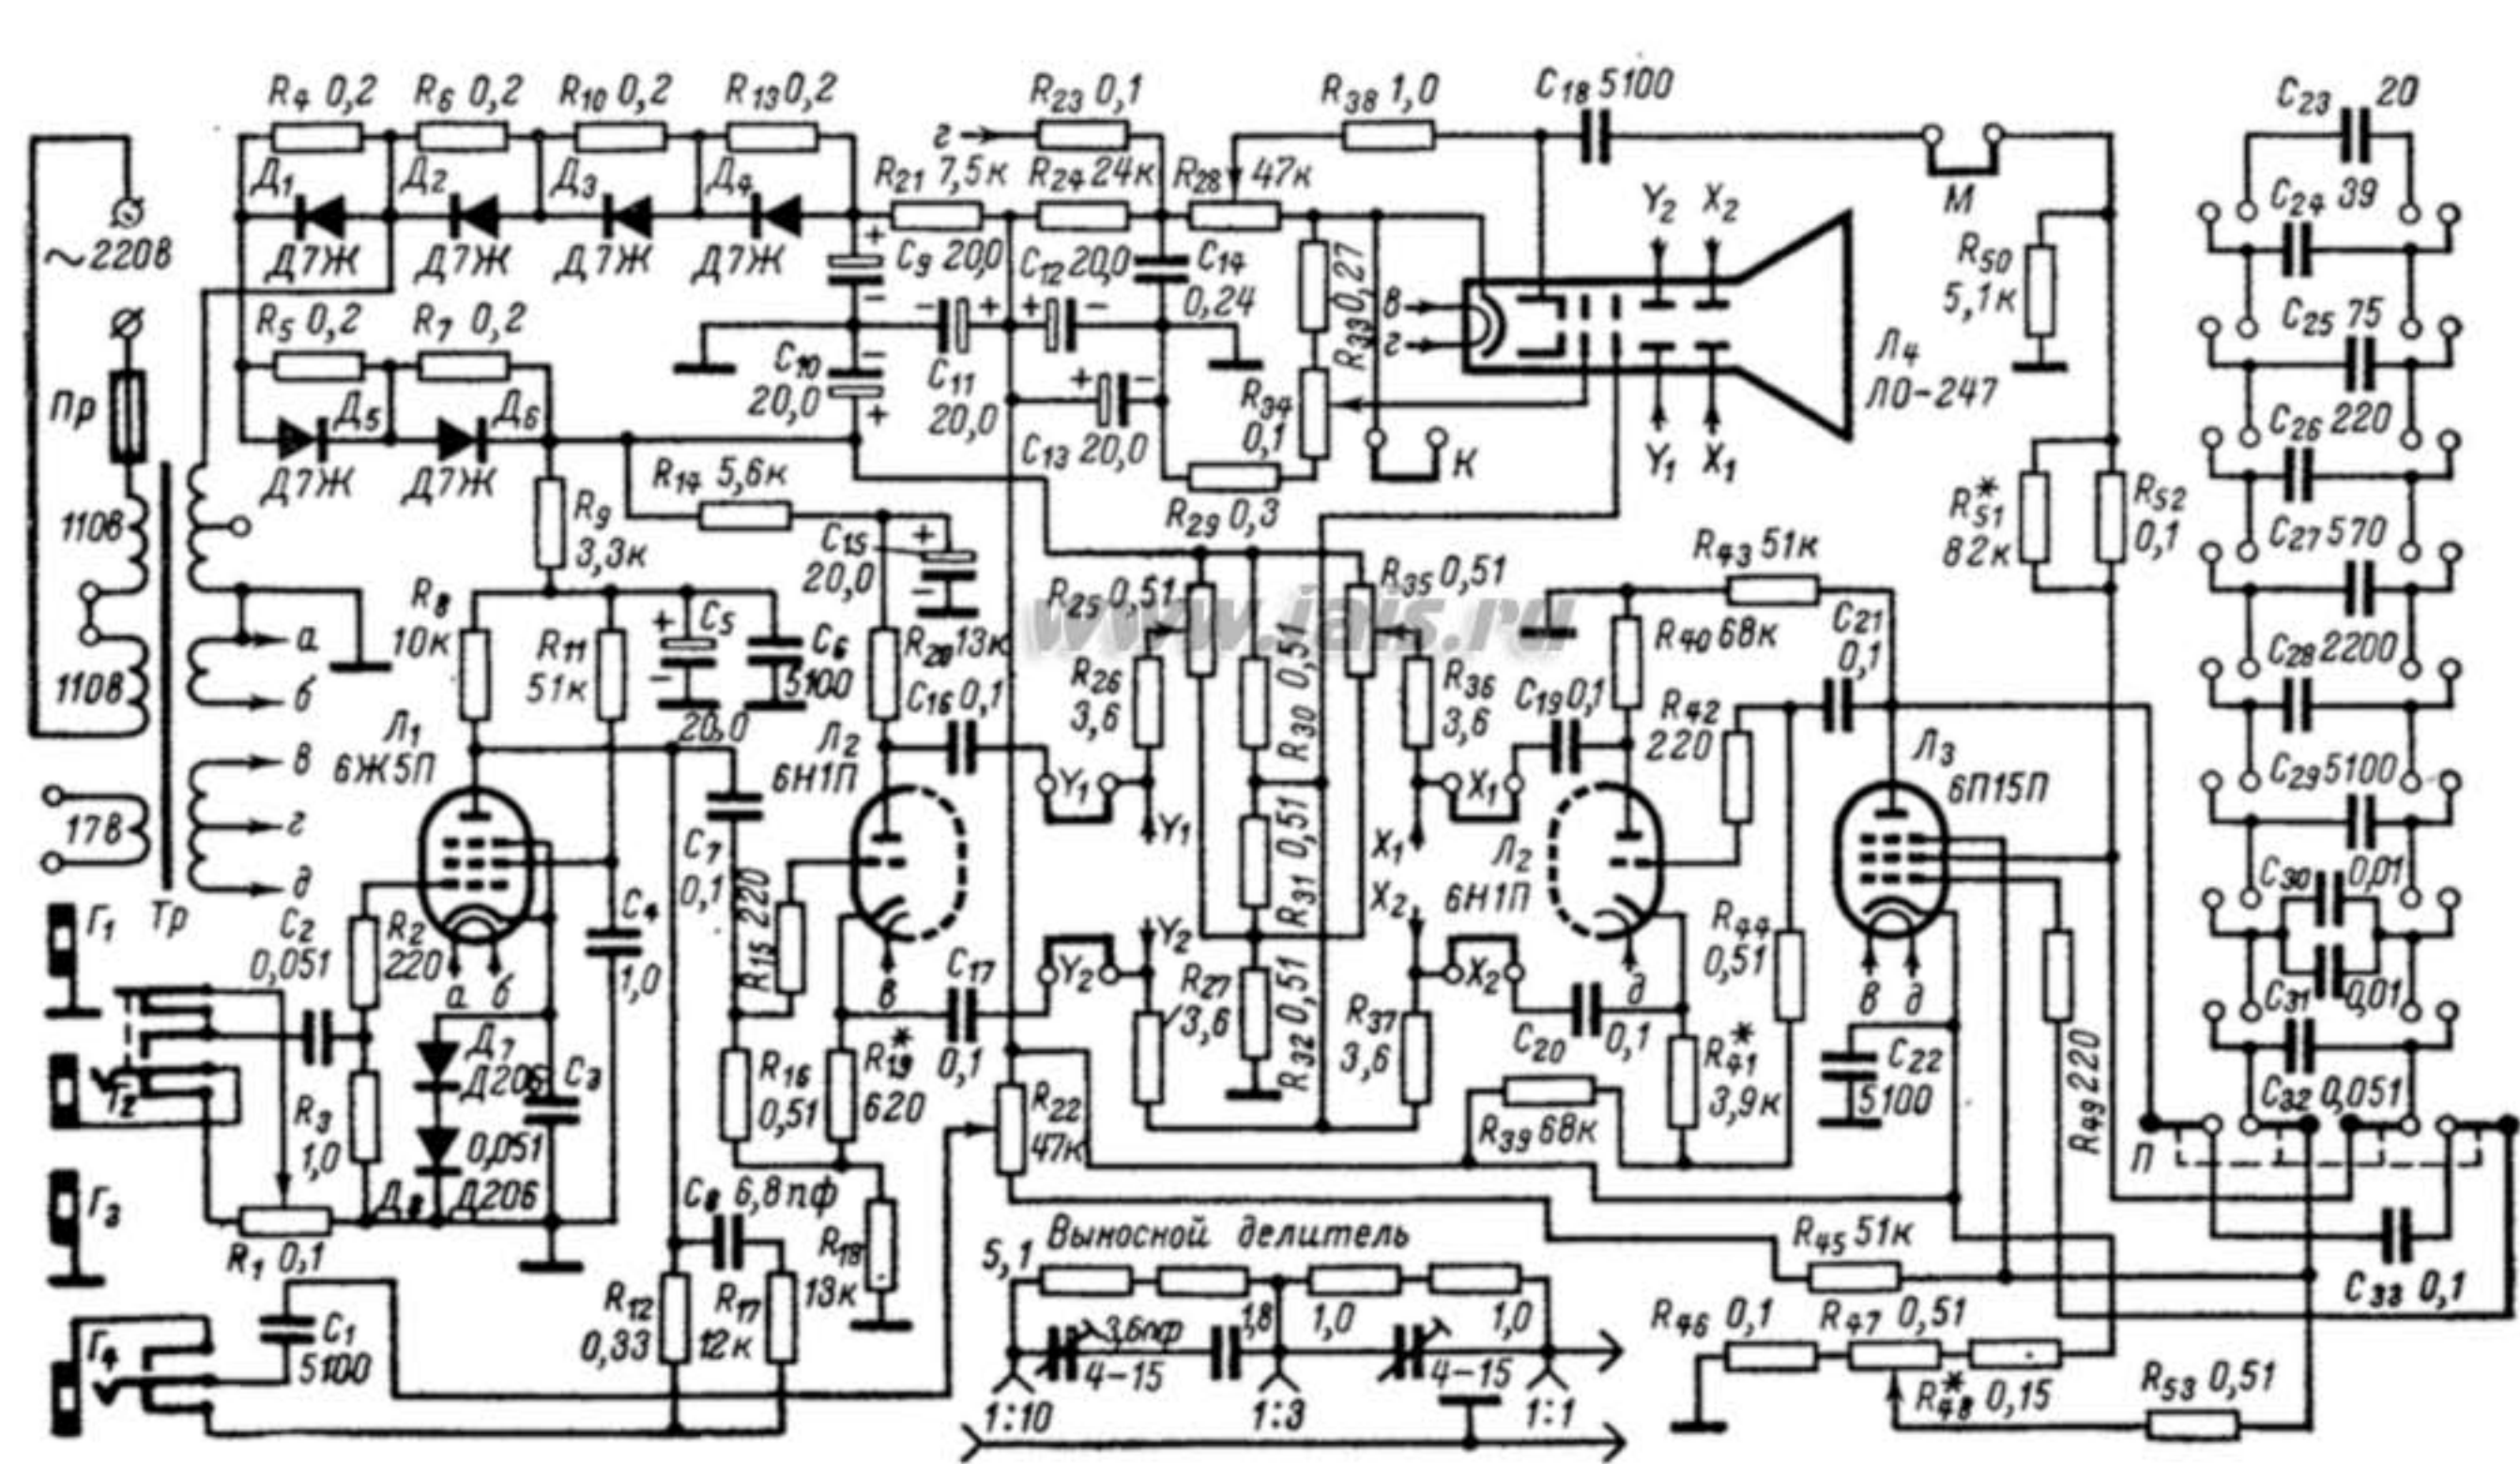 R4 0,2
R6 0,2
R10 0,2
R13 0,2
R23 0,1
R38 1,0
C18 5100
C23 20
~220В
Д1
Д2
Д3
Д4
г
R21 7,5к
R24 24к
R28 47к
Y2 X2
М
C24 39
Д7Ж
Д7Ж
Д7Ж
Д7Ж
+
−
C9 20,0
C12 20,0
C14
0,24
R33 0,27
в
г
R50
5,1к
C25 75
R5 0,2
R7 0,2
− +
+ −
Л4
ЛО-247
Пр
Д5
Д6
C10
20,0
−
+
C11
20,0
+ −
C13 20,0
R34
0,1
К
Y1 X1
C26 220
Д7Ж
Д7Ж
R14 5,6к
R29 0,3
R51*
82к
R52
0,1
110В
R9
3,3к
C15
20,0
+
−
R43 51к
C27 570
www.jais.ru
R25 0,51
R35 0,51
R8
10к
R11
51к
+
−
C5
20,0
C6
5100
R20 13к
R30 0,51
R40 68к
C21
0,1
C28 2200
110В
а
б
R26
3,6
R36
3,6
C16 0,1
C19 0,1
R42
220
Л1
6Ж5П
Л2
6Н1П
Л3
6П15П
C29 5100
в
г
д
17В
Тр
C7
0,1
Y1
Y1
X1
X1
R31 0,51
Л2
6Н1П
C30 0,01
Г1
C2
0,051
R2
220
C4
1,0
R15 220
X2
Y2
Y2
X2
R44
0,51
а б
в
C17
0,1
R27
3,6
R32 0,51
R37
3,6
д
C20 0,1
в д
C31 0,01
Д7
Д206
C3
0,051
R16
0,51
R19*
620
R41*
3,9к
C22
5100
R49 220
Г2
R3
1,0
R22
47к
R39 68к
C32 0,051
П
Г3
Д8
Д206
C8 6,8пф
R18
13к
R1 0,1
Выносной делитель
R45 51к
C33 0,1
5,1
Г4
C1
5100
R12
0,33
R17
12к
3,6пф
1,8
1,0
1,0
R46 0,1
R47 0,51
4-15
4-15
R48* 0,15
R53 0,51
1:10
1:3
1:1